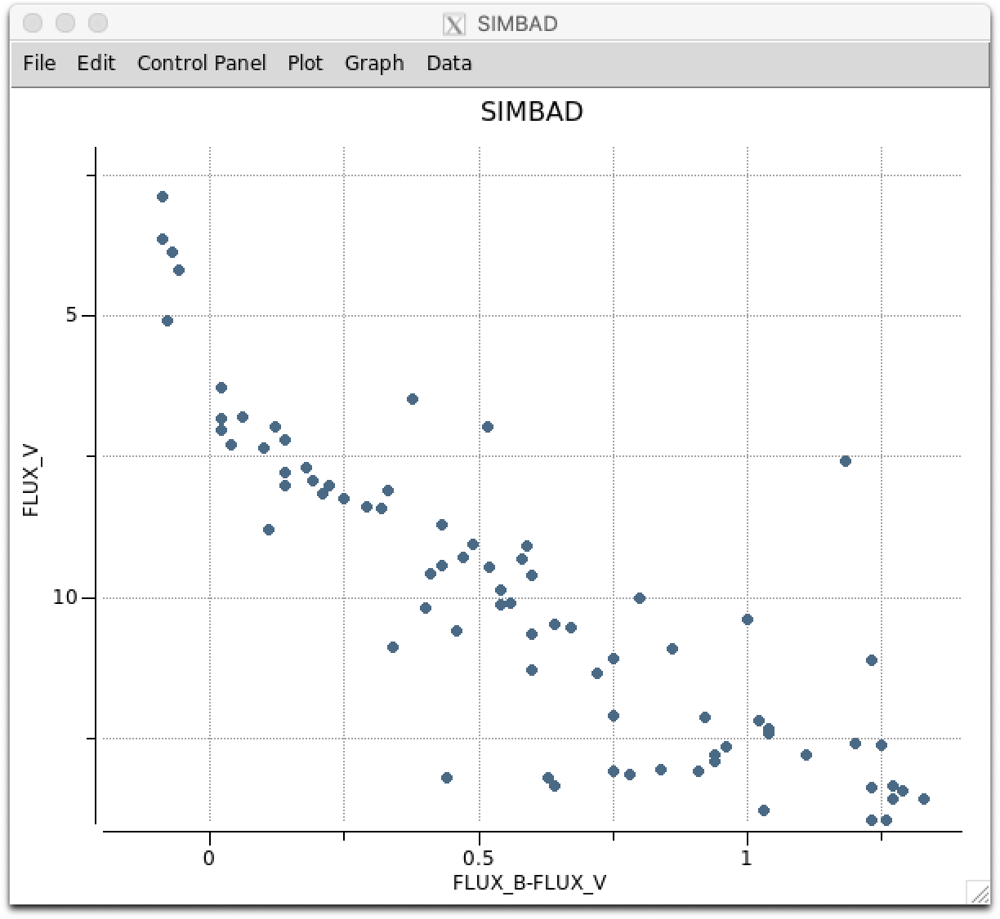 SIMBAD
File Edit Control Panel Plot Graph Data
SIMBAD
5
10
FLUX_V
0 0.5 1
FLUX_B-FLUX_V